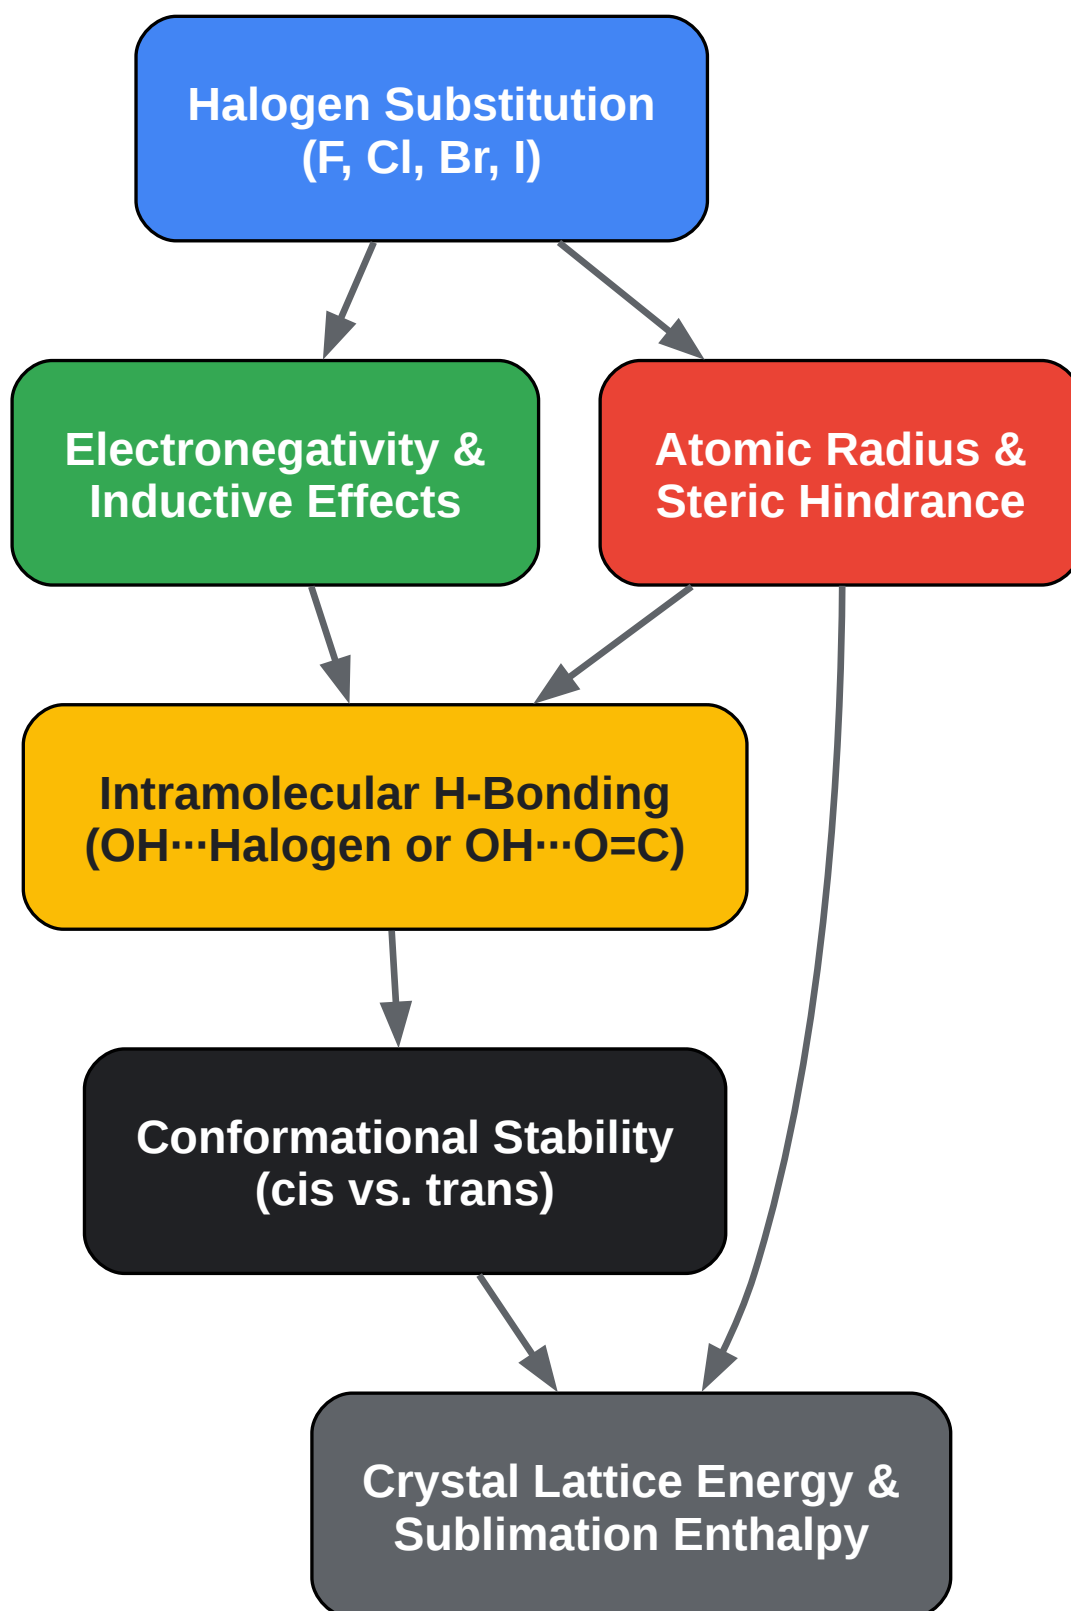 Halogen Substitution
(F, Cl, Br, I)
Electronegativity &
Inductive Effects
Atomic Radius &
Steric Hindrance
Intramolecular H-Bonding
(OH···Halogen or OH···O=C)
Conformational Stability
(cis vs. trans)
Crystal Lattice Energy &
Sublimation Enthalpy